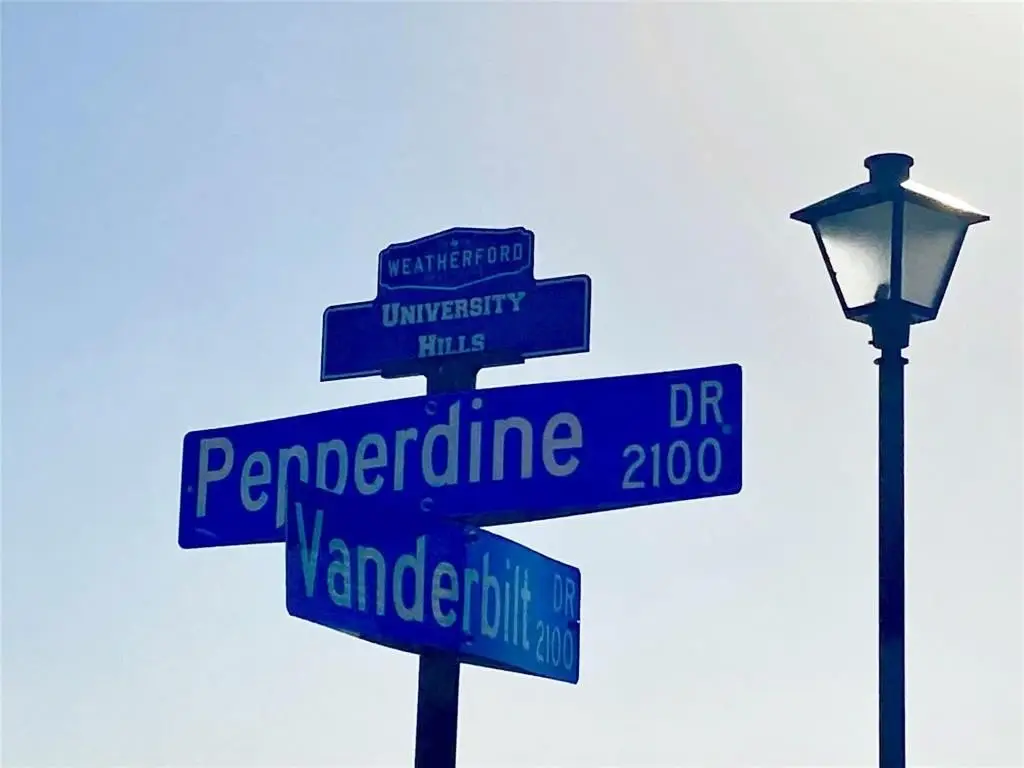 WEATHERFORD
UNIVERSITY
HILLS
Pepperdine DR
2100
Vanderbilt DR
2100